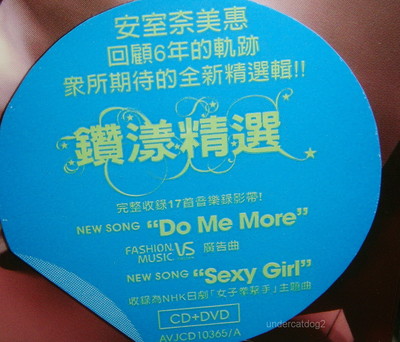 安室奈美惠
回顧6年的軌跡
眾所期待的全新精選輯!!
鑽漾精選
完整收錄17首音樂錄影帶!
NEW SONG “Do Me More”
FASHION MUSIC VS 廣告曲
NEW SONG “Sexy Girl”
收錄為NHK日劇「女子拳擊手」主題曲
CD+DVD
AVJCD10365/A
undercatdog2